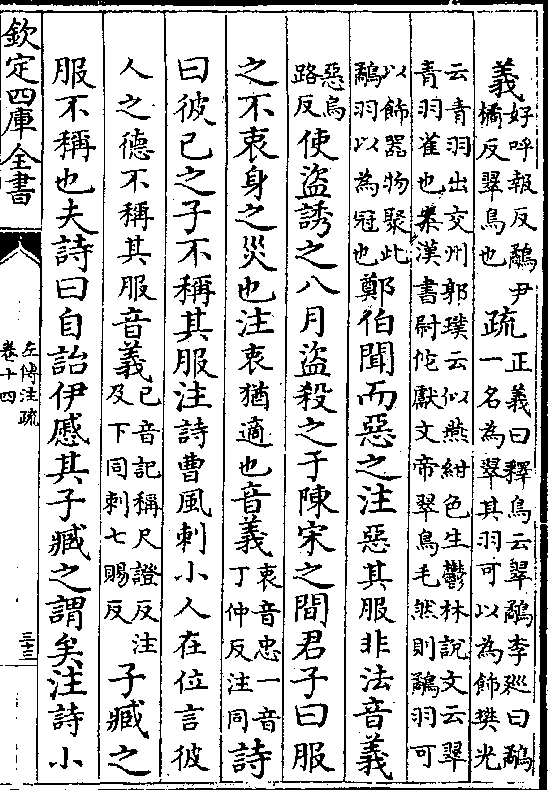 義好呼報反鷸尹橘反翠鳥也疏正義曰釋鳥云翠鷸李廵曰鷸一名為翠其羽可以為飾樊光
云青羽出交州郭璞云似燕紺色生鬱林說文云翠青羽雀也案漢書尉佗獻文帝翠鳥毛然則鷸羽可
以飾器物聚此鷸羽以為冠也鄭伯聞而惡之注惡其服非法音義
惡烏路反使盜誘之八月盜殺之于陳宋之間君子曰服
之不衷身之災也注衷猶適也音義衷音忠一音丁仲反注同詩
曰彼己之子不稱其服注詩曹風刺小人在位言彼
人之德不稱其服音義己音記稱尺證反注及下同刺七賜反子臧之
服不稱也夫詩曰自詒伊慼其子臧之謂矣注詩小
欽定四庫全書
左傳注疏
卷十四
三十三